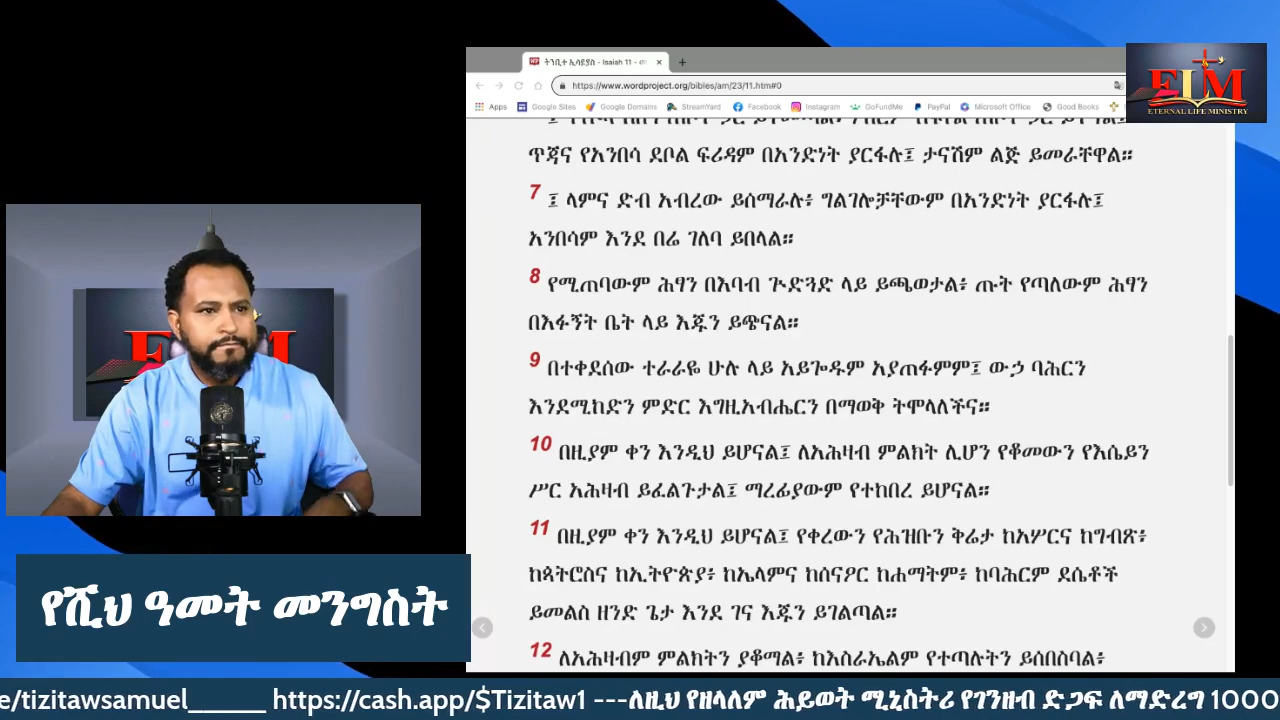 ትንቢተ ኢሳይያስ - Isaiah 11 -
https://www.wordproject.org/bibles/am/23/11.htm#0
Apps Google Sites Google Domains StreamYard Facebook Instagram GoFundMe PayPal Microsoft Office Good Books
ELM
ETERNAL LIFE MINISTRY
ጥጃና የአንበሳ ደቦል ፍሪዳም በአንድነት ያርፋሉ፤ ታናሽም ልጅ ይመራቸዋል።
7 ፤ ላምና ድብ አብረው ይሰማራሉ፥ ግልገሎቻቸውም በአንድነት ያርፋሉ፤
አንበሳም እንደ በሬ ገለባ ይበላል።
8 የሚጠባውም ሕፃን በእባብ ጕድጓድ ላይ ይጫወታል፥ ጡት የጣለውም ሕፃን
በእፉኝት ቤት ላይ እጁን ይጭናል።
9 በተቀደሰው ተራራዬ ሁሉ ላይ አይጐዱም አያጠፉምም፤ ውኃ ባሕርን
እንደሚከድን ምድር እግዚአብሔርን በማወቅ ትሞላለችና።
10 በዚያም ቀን እንዲህ ይሆናል፤ ለአሕዛብ ምልክት ሊሆን የቆመውን የእሴይን
ሥር አሕዛብ ይፈልጉታል፤ ማረፊያውም የተከበረ ይሆናል።
11 በዚያም ቀን እንዲህ ይሆናል፤ የቀረውን የሕዝቡን ቅሬታ ከአሦርና ከግብጽ፥
ከጳትሮስና ከኢትዮጵያ፥ ከኤላምና ከሰናዖር ከሐማትም፥ ከባሕርም ደሴቶች
ይመልስ ዘንድ ጌታ እንደ ገና እጁን ይገልጣል።
12 ለአሕዛብም ምልክትን ያቆማል፥ ከእስራኤልም የተጣሉትን ይሰበስባል፥
የሺህ ዓመት መንግስት
e/tizitawsamuel______ https://cash.app/$Tizitaw1 ---ለዚህ የዘላለም ሕይወት ሚኒስትሪ የገንዘብ ድጋፍ ለማድረግ 1000